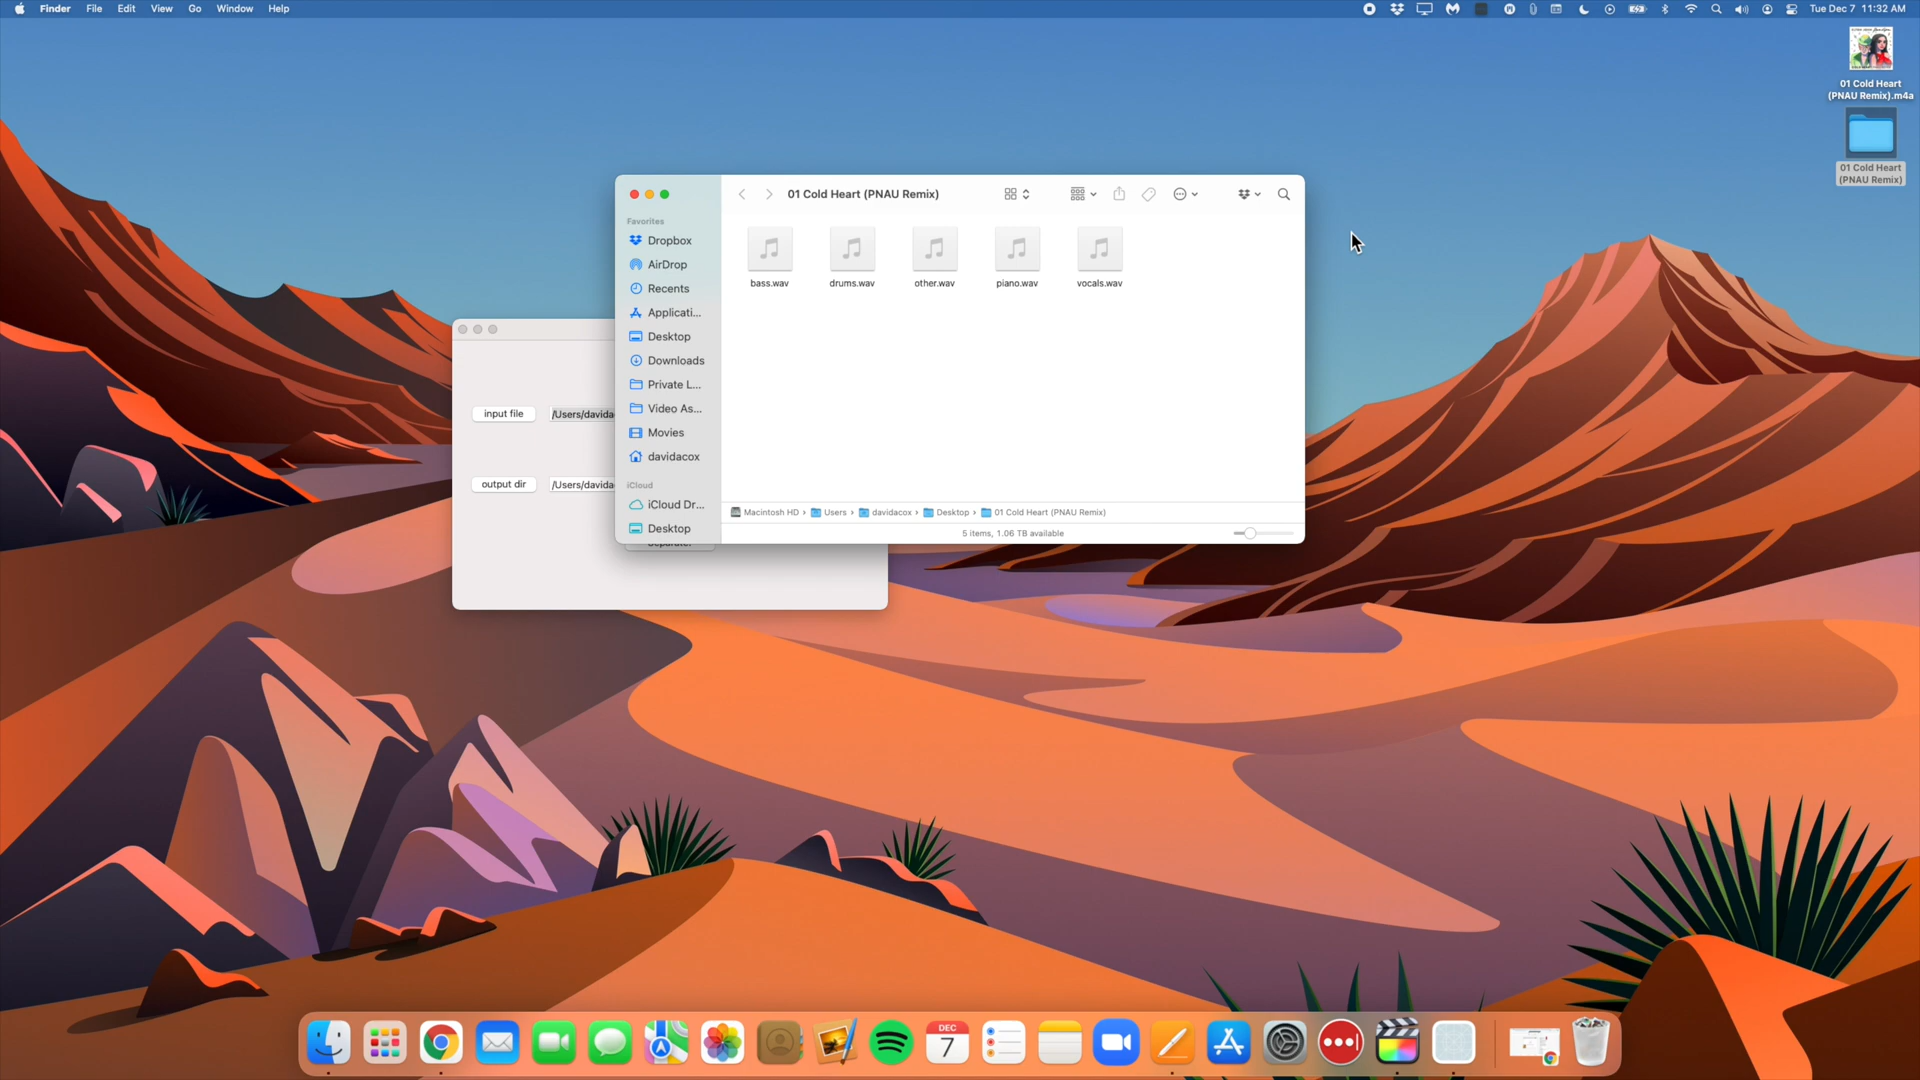 Finder File Edit View Go Window Help
Tue Dec 7 11:32 AM
01 Cold Heart
(PNAU Remix).m4a
01 Cold Heart
(PNAU Remix)
01 Cold Heart (PNAU Remix)
Favorites
Dropbox
AirDrop
Recents
Applicati...
Desktop
Downloads
Private L...
Video As...
Movies
davidacox
iCloud
iCloud Dr...
Desktop
bass.wav
drums.wav
other.wav
piano.wav
vocals.wav
Macintosh HD › Users › davidacox › Desktop › 01 Cold Heart (PNAU Remix)
5 items, 1.06 TB available
input file /Users/davida
output dir /Users/davida
DEC
7